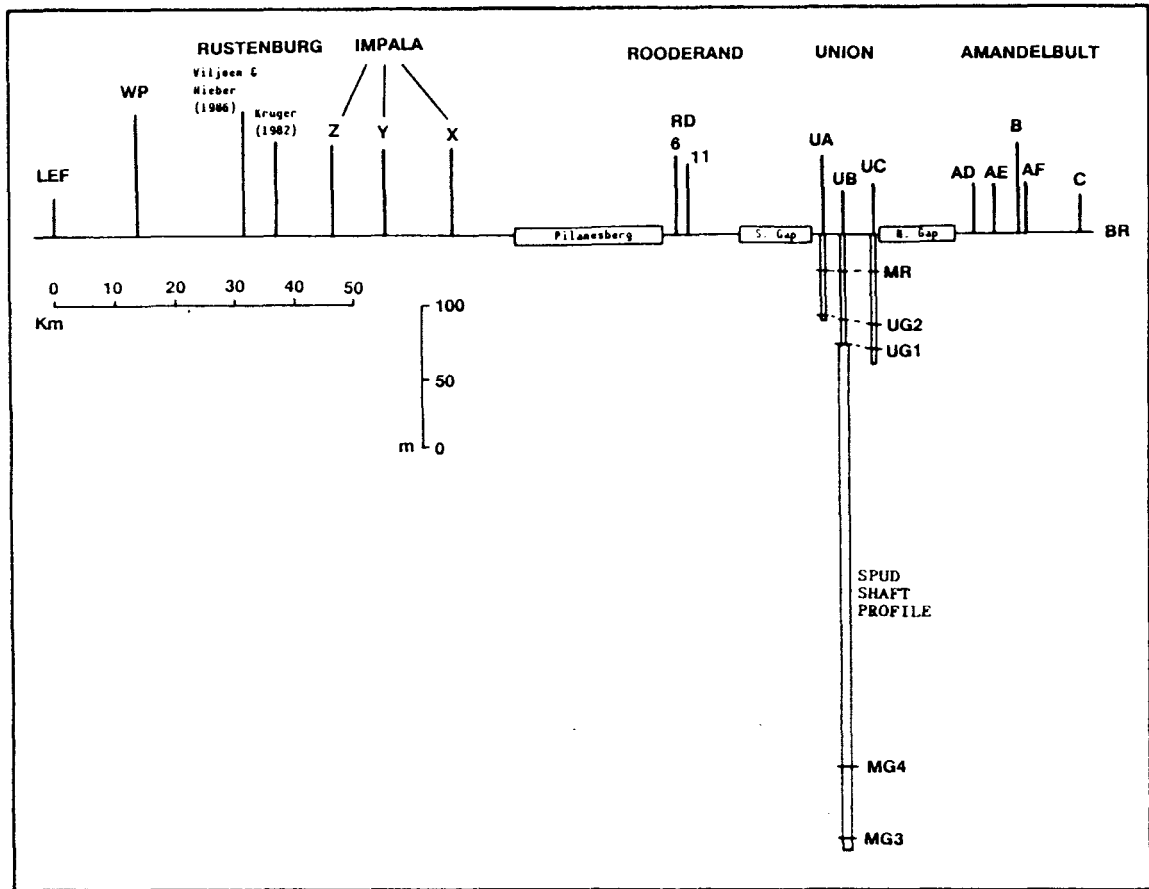 RUSTENBURG IMPALA ROODERAND UNION AMANDELBULT
Viljoen &
Nieber
(1986)
Kruger
(1982)
WP
LEF
Z Y X
RD
6
11
UA
UB
UC
AD AE B AF C
Pilanesberg
S. Gap
N. Gap
BR
MR
UG2
UG1
0 10 20 30 40 50
Km
100
50
m 0
SPUD
SHAFT
PROFILE
MG4
MG3